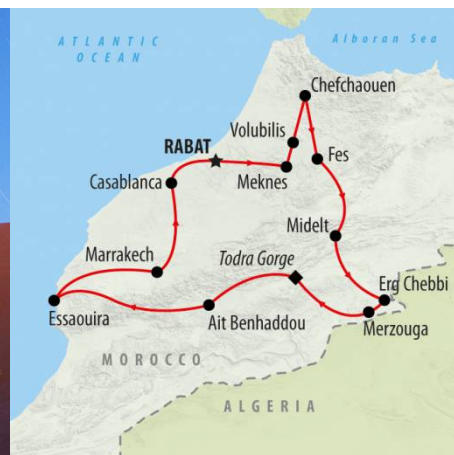 ATLANTIC
OCEAN
Alboran Sea
Chefchaouen
Volubilis
RABAT
Fes
Meknes
Casablanca
Midelt
Marrakech
Todra Gorge
Erg Chebbi
Essaouira
Ait Benhaddou
Merzouga
MOROCCO
ALGERIA